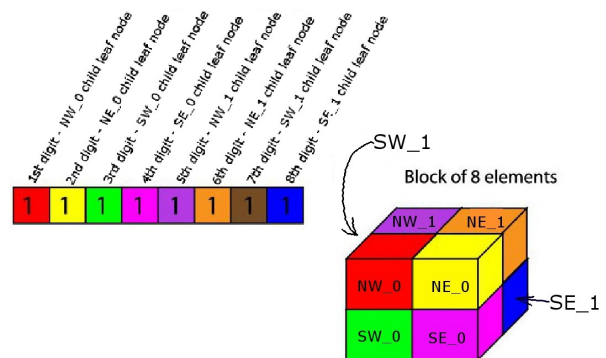 1st digit - NW_0 child leaf node
2nd digit - NE_0 child leaf node
3rd digit - SW_0 child leaf node
4th digit - SE_0 child leaf node
5th digit - NW_1 child leaf node
6th digit - NE_1 child leaf node
7th digit - SW_1 child leaf node
8th digit - SE_1 child leaf node
1 1 1 1 1 1 1 1
SW_1
Block of 8 elements
NW_1 NE_1
NW_0 NE_0
SE_1
SW_0 SE_0